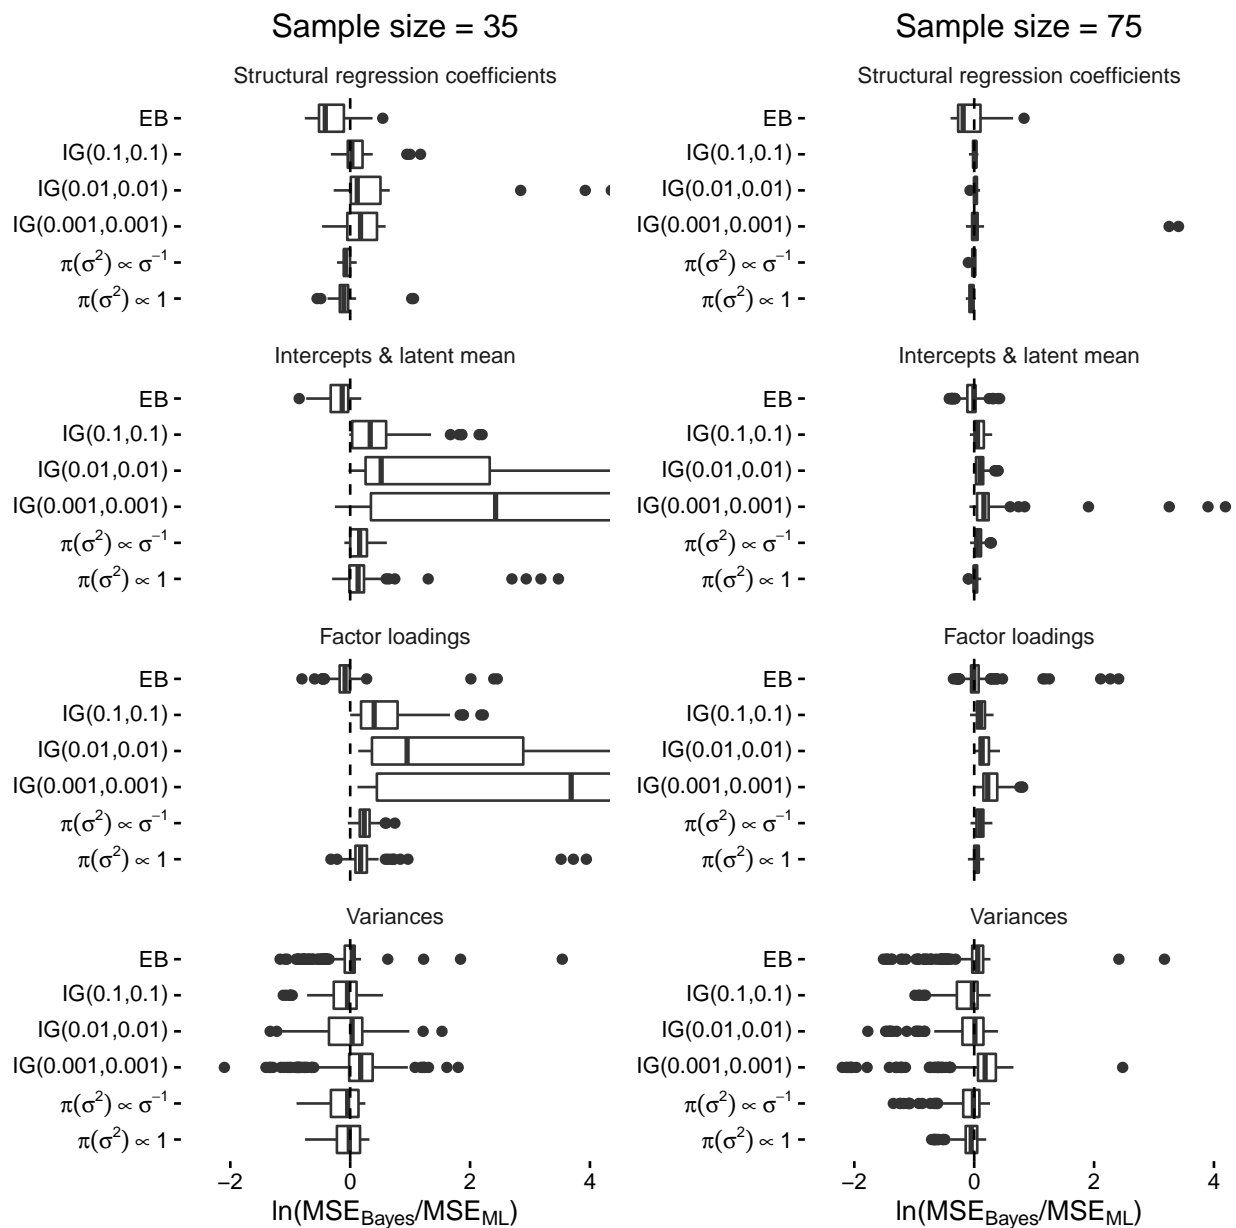 Sample size = 35
Structural regression coefficients
EB
IG(0.1,0.1)
IG(0.01,0.01)
IG(0.001,0.001)
π(σ²) ∝ σ⁻¹
π(σ²) ∝ 1
Intercepts & latent mean
EB
IG(0.1,0.1)
IG(0.01,0.01)
IG(0.001,0.001)
π(σ²) ∝ σ⁻¹
π(σ²) ∝ 1
Factor loadings
EB
IG(0.1,0.1)
IG(0.01,0.01)
IG(0.001,0.001)
π(σ²) ∝ σ⁻¹
π(σ²) ∝ 1
Variances
EB
IG(0.1,0.1)
IG(0.01,0.01)
IG(0.001,0.001)
π(σ²) ∝ σ⁻¹
π(σ²) ∝ 1
−2 0 2 4
ln(MSE_Bayes/MSE_ML)
Sample size = 75
Structural regression coefficients
EB
IG(0.1,0.1)
IG(0.01,0.01)
IG(0.001,0.001)
π(σ²) ∝ σ⁻¹
π(σ²) ∝ 1
Intercepts & latent mean
EB
IG(0.1,0.1)
IG(0.01,0.01)
IG(0.001,0.001)
π(σ²) ∝ σ⁻¹
π(σ²) ∝ 1
Factor loadings
EB
IG(0.1,0.1)
IG(0.01,0.01)
IG(0.001,0.001)
π(σ²) ∝ σ⁻¹
π(σ²) ∝ 1
Variances
EB
IG(0.1,0.1)
IG(0.01,0.01)
IG(0.001,0.001)
π(σ²) ∝ σ⁻¹
π(σ²) ∝ 1
−2 0 2 4
ln(MSE_Bayes/MSE_ML)